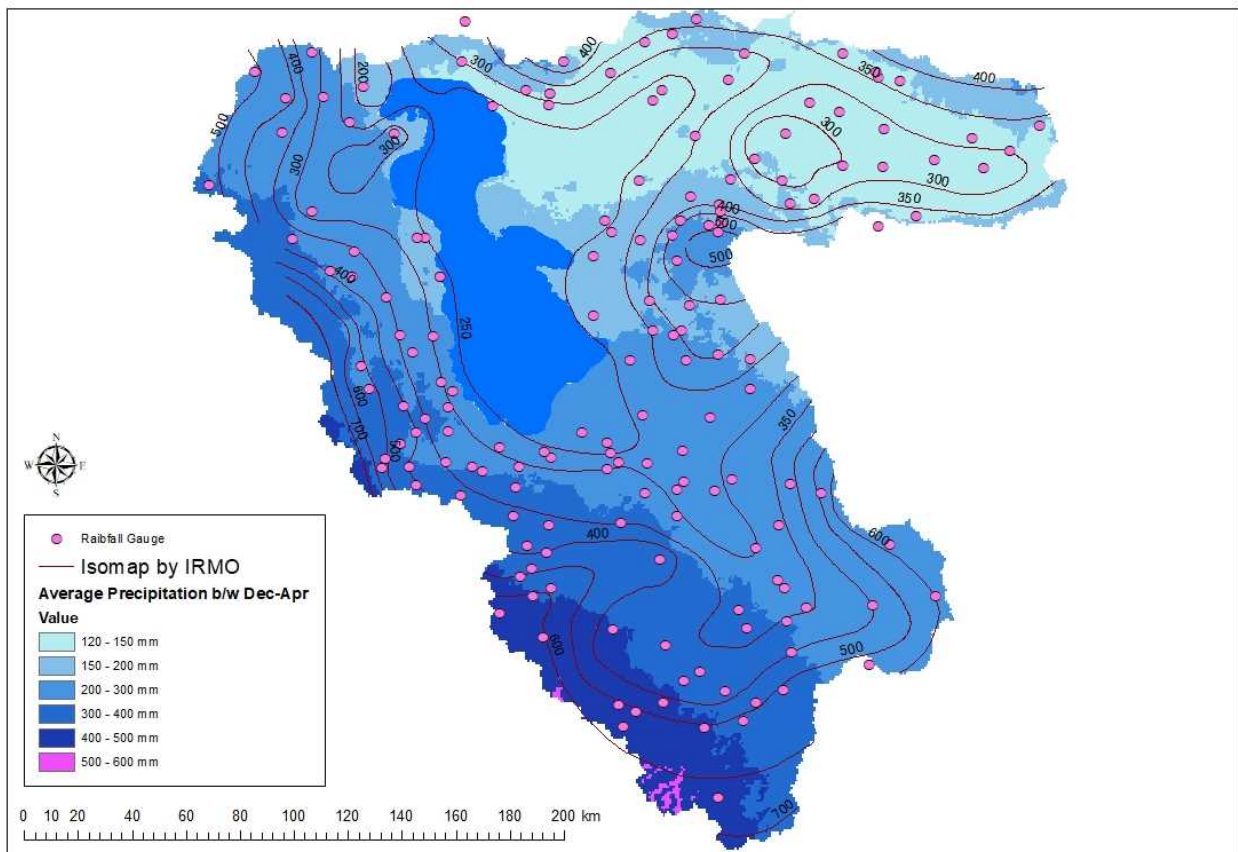 400
400
200
300
350
400
500
300
300
300
300
350
400
600
500
400
250
600
700
400
350
600
400
500
600
700
N
W E
S
Raibfall Gauge
Isomap by IRMO
Average Precipitation b/w Dec-Apr
Value
120 - 150 mm
150 - 200 mm
200 - 300 mm
300 - 400 mm
400 - 500 mm
500 - 600 mm
0 20 40 60 80 100 120 140 160 180 200 km